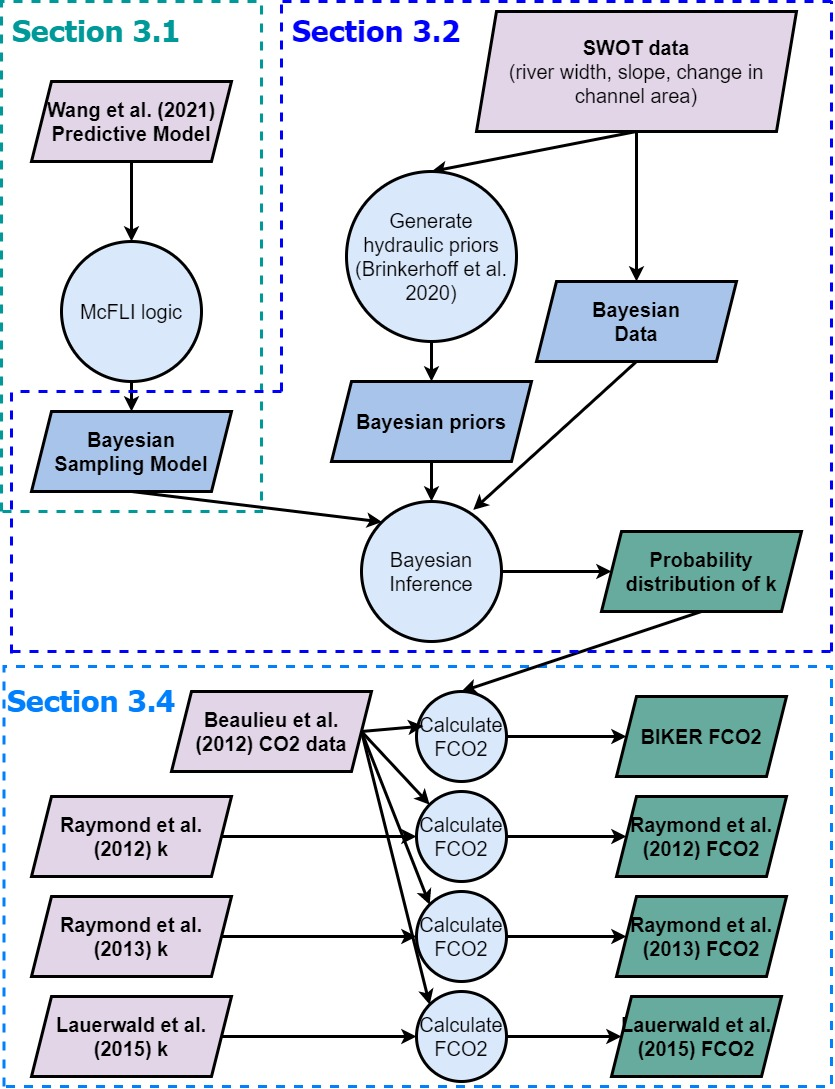 Section 3.1
Wang et al. (2021)
Predictive Model
McFLI logic
Bayesian
Sampling Model
Section 3.2
SWOT data
(river width, slope, change in
channel area)
Generate
hydraulic priors
(Brinkerhoff et al.
2020)
Bayesian
Data
Bayesian priors
Bayesian
Inference
Probability
distribution of k
Section 3.4
Beaulieu et al.
(2012) CO2 data
Calculate
FCO2
BIKER FCO2
Raymond et al.
(2012) k
Calculate
FCO2
Raymond et al.
(2012) FCO2
Raymond et al.
(2013) k
Calculate
FCO2
Raymond et al.
(2013) FCO2
Lauerwald et al.
(2015) k
Calculate
FCO2
Lauerwald et al.
(2015) FCO2